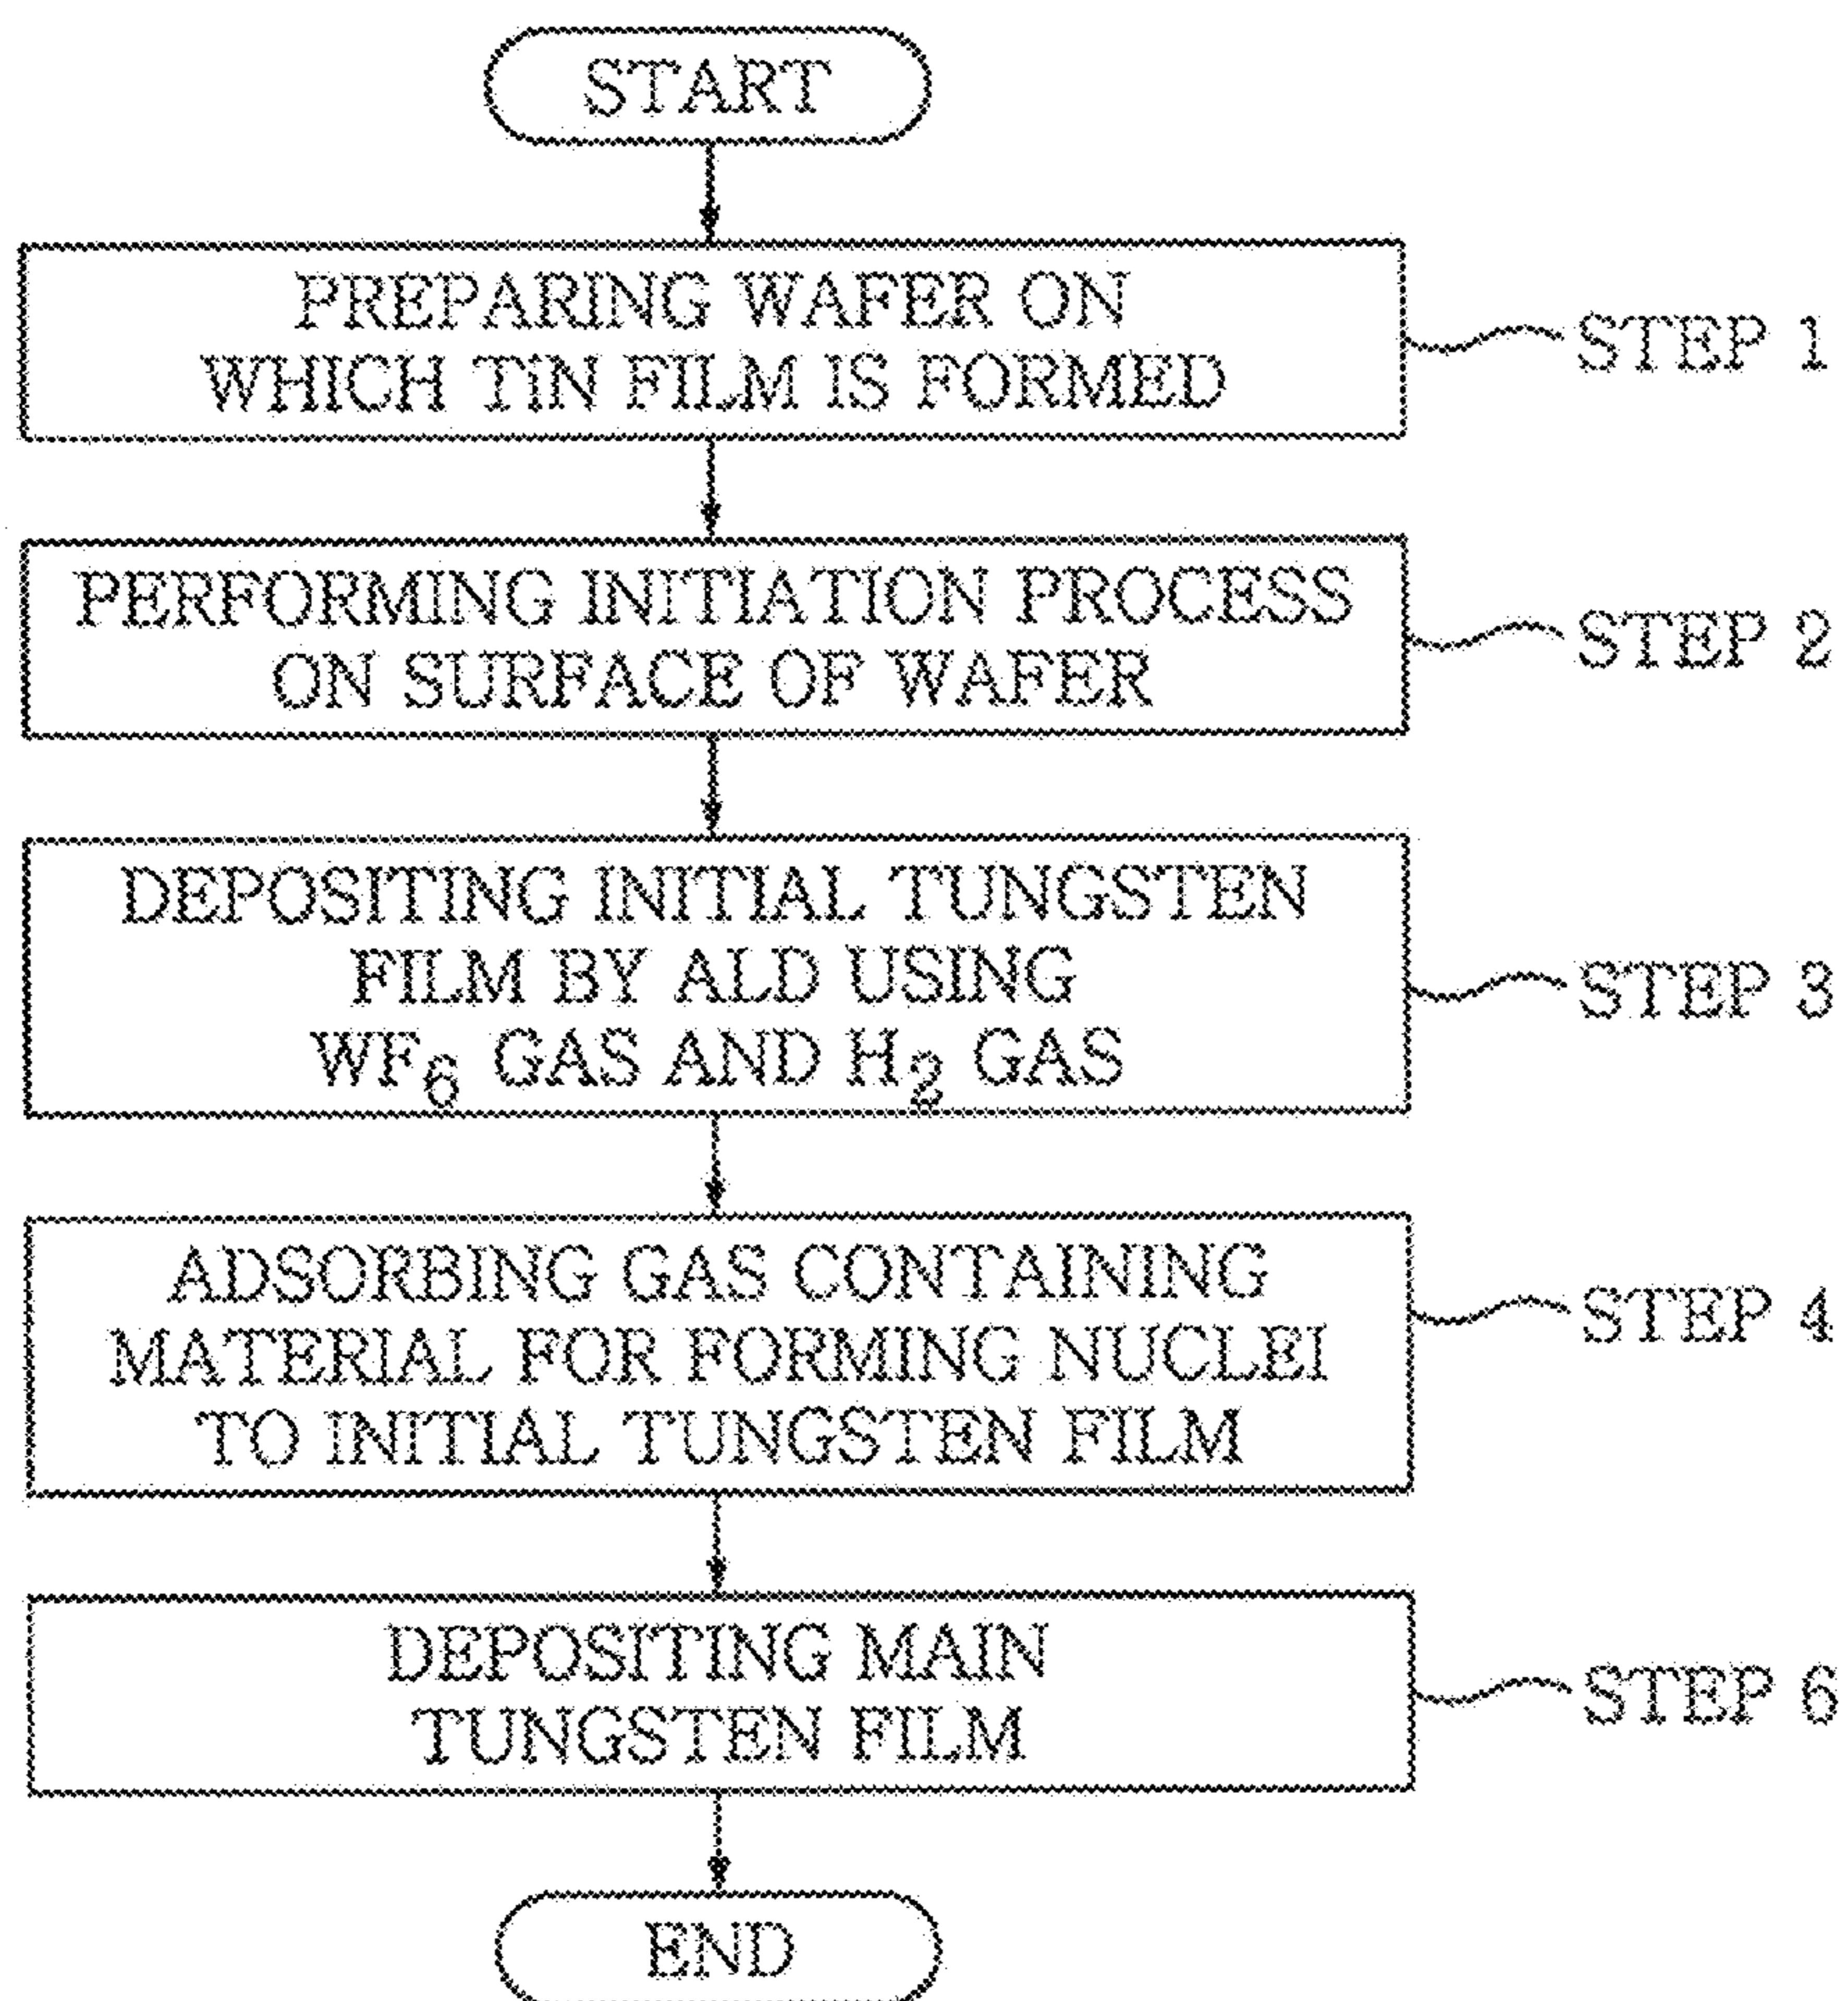 START
PREPARING WAFER ON
WHICH TiN FILM IS FORMED
STEP 1
PERFORMING INITIATION PROCESS
ON SURFACE OF WAFER
STEP 2
DEPOSITING INITIAL TUNGSTEN
FILM BY ALD USING
WF₆ GAS AND H₂ GAS
STEP 3
ADSORBING GAS CONTAINING
MATERIAL FOR FORMING NUCLEI
TO INITIAL TUNGSTEN FILM
STEP 4
DEPOSITING MAIN
TUNGSTEN FILM
STEP 6
END